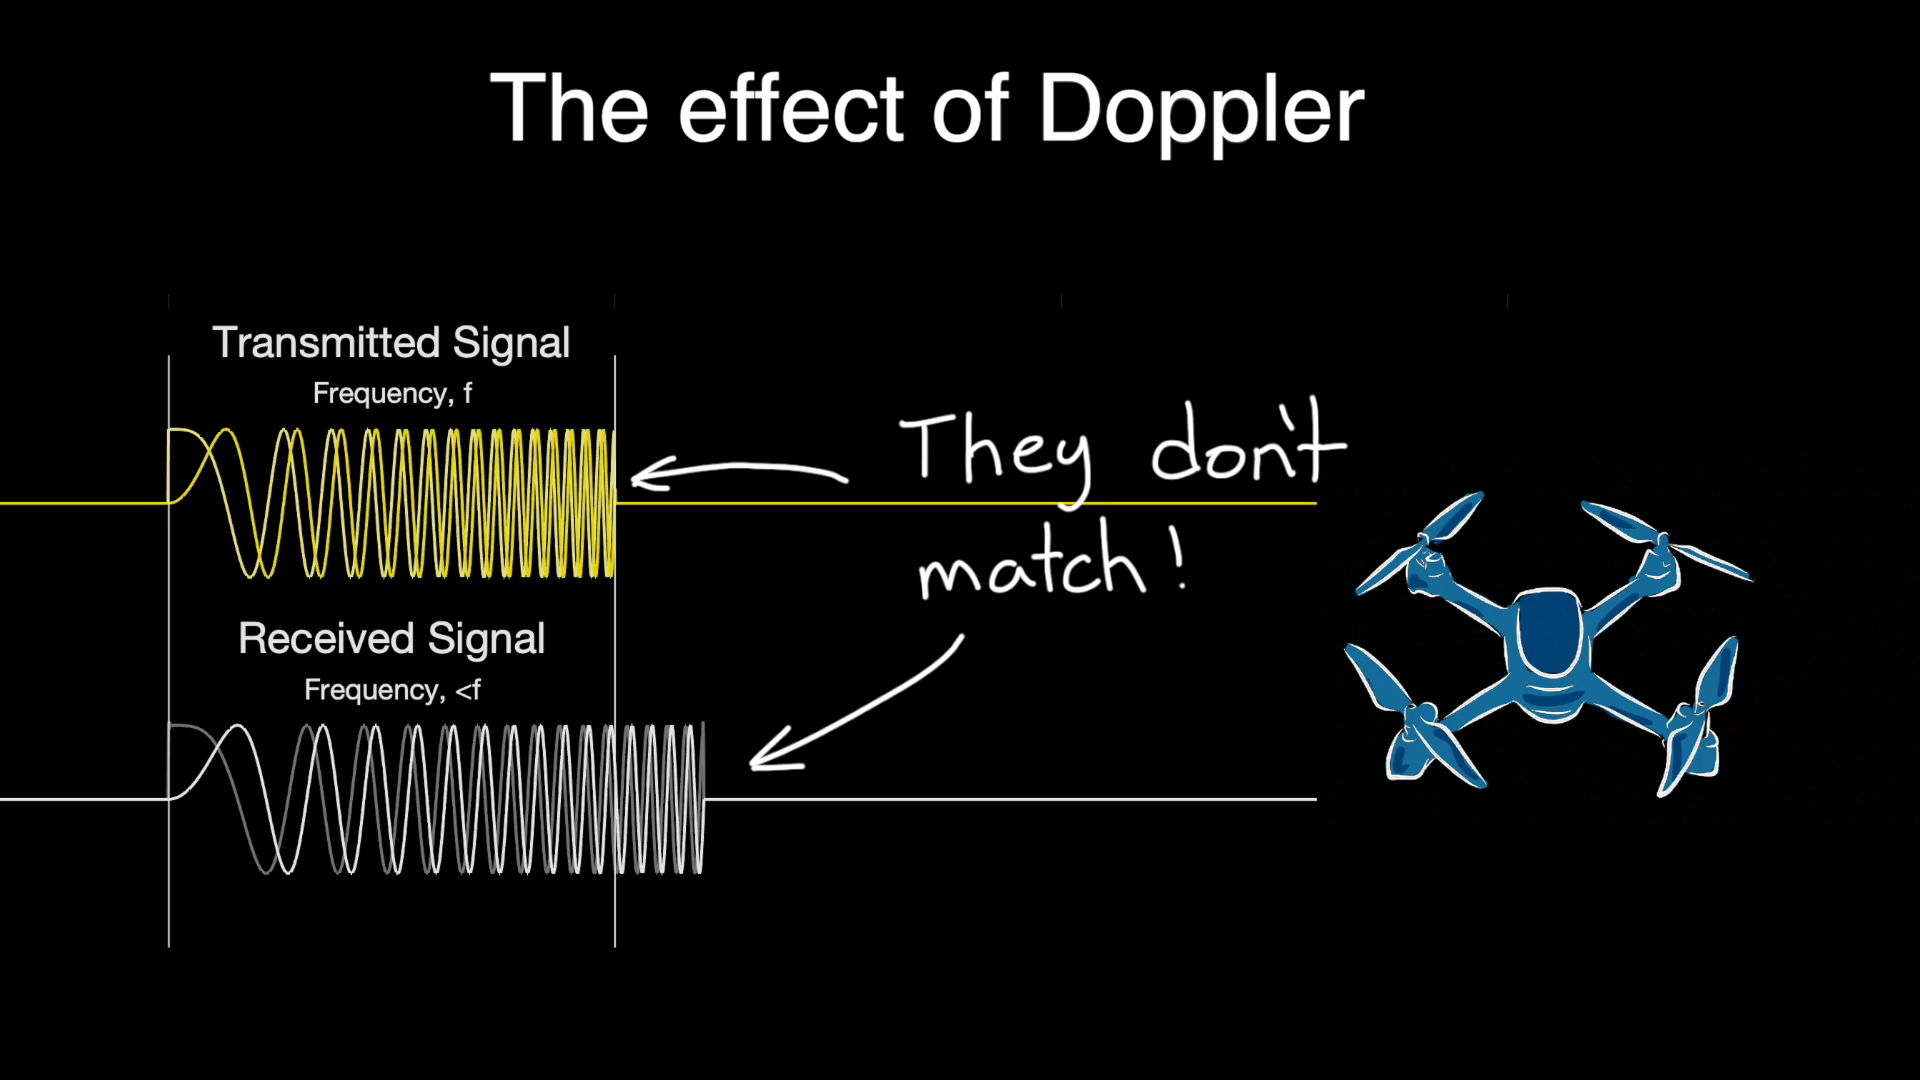 The effect of Doppler
Transmitted Signal
Frequency, f
They don't
match!
Received Signal
Frequency, <f